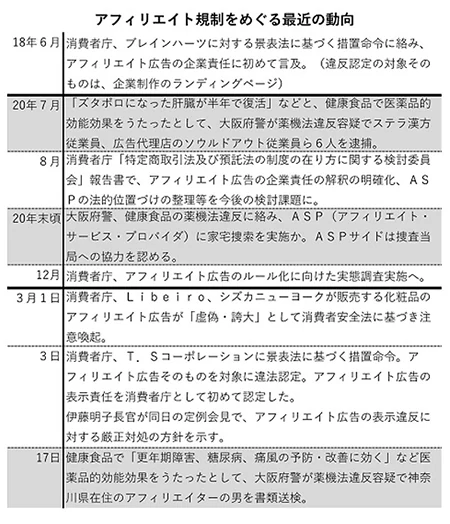 アフィリエイト規制をめぐる最近の動向
18年６月 消費者庁、ブレインハーツに対する景表法に基づく措置命令に絡み、
アフィリエイト広告の企業責任に初めて言及。（違反認定の対象そ
のものは、企業制作のランディングページ）
20年７月 「ズタボロになった肝臓が半年で復活」などと、健康食品で医薬品的
効能効果をうたったとして、大阪府警が薬機法違反容疑でステラ漢方
従業員、広告代理店のソウルドアウト従業員ら６人を逮捕。
８月 消費者庁「特定商取引法及び預託法の制度の在り方に関する検討委員
会」報告書で、アフィリエイト広告の企業責任の解釈の明確化、ＡＳ
Ｐの法的位置づけの整理等を今後の検討課題に。
20年末頃 大阪府警、健康食品の薬機法違反に絡み、ＡＳＰ（アフィリエイト・
サービス・プロバイダ）に家宅捜索を実施か。ＡＳＰサイドは捜査当
局への協力を認める。
12月 消費者庁、アフィリエイト広告のルール化に向けた実態調査実施へ。
３月１日 消費者庁、Ｌｉｂｅｉｒｏ、シズカニューヨークが販売する化粧品の
アフィリエイト広告が「虚偽・誇大」として消費者安全法に基づき注
意喚起。
３日 消費者庁、Ｔ．Ｓコーポレーションに景表法に基づく措置命令。ア
フィリエイト広告そのものを対象に違法認定。アフィリエイト広告の
表示責任を消費者庁として初めて認定した。
伊藤明子長官が同日の定例会見で、アフィリエイト広告の表示違反に
対する厳正対処の方針を示す。
17日 健康食品で「更年期障害、糖尿病、痛風の予防・改善に効く」など医
薬品的効能効果をうたったとして、大阪府警が薬機法違反容疑で神奈
川県在住のアフィリエイターの男を書類送検。